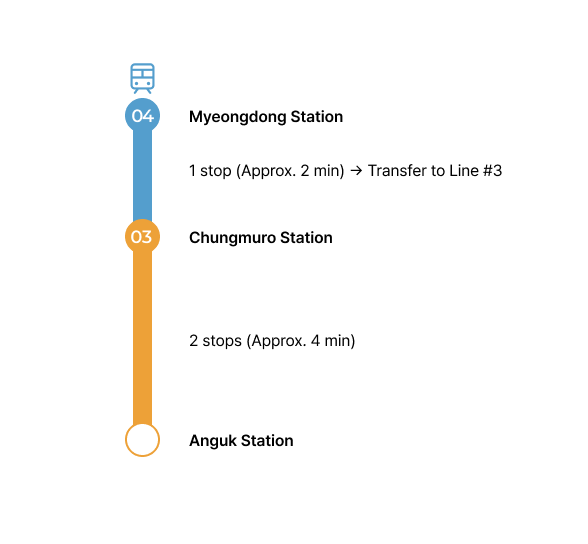 04 Myeongdong Station
1 stop (Approx. 2 min) → Transfer to Line #3
03 Chungmuro Station
2 stops (Approx. 4 min)
Anguk Station